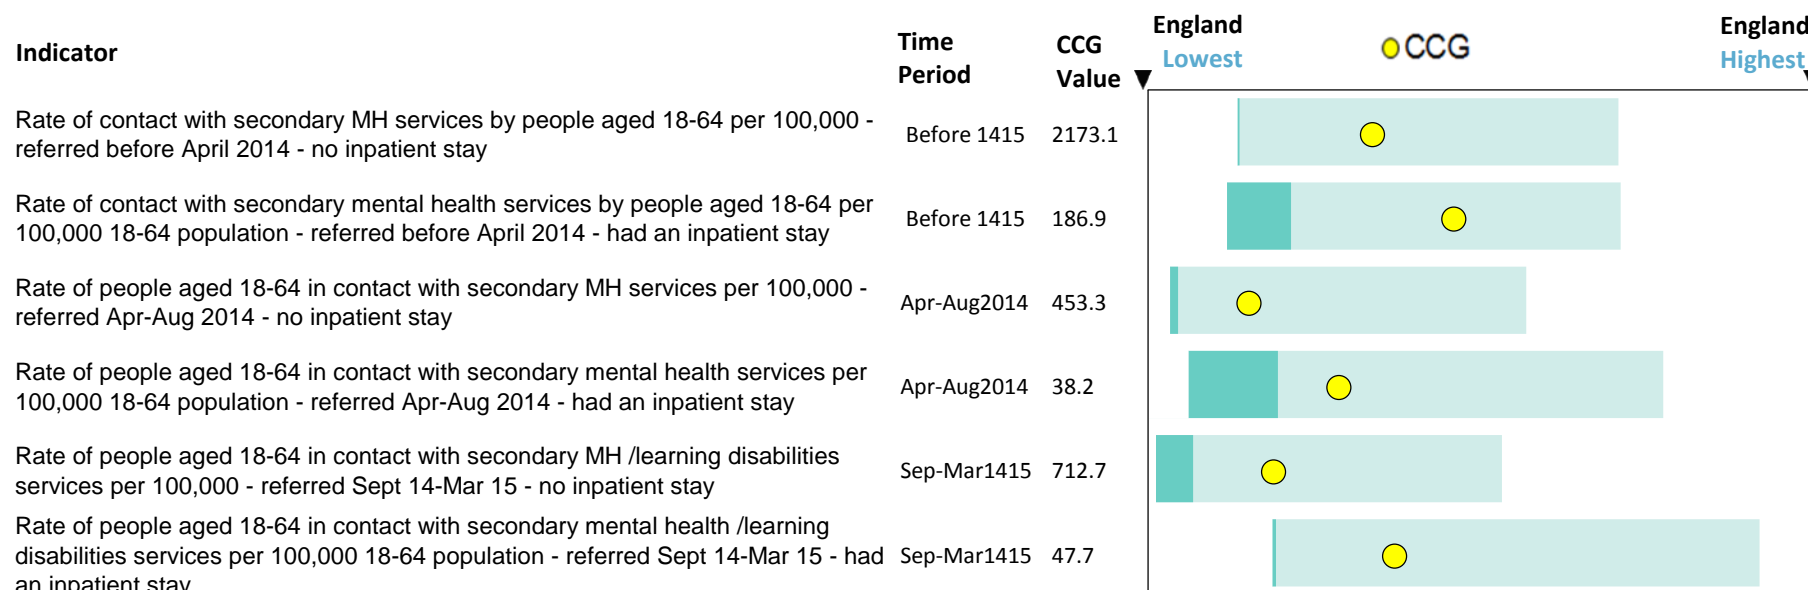 Indicator
Time
Period
CCG
Value
England
Lowest
CCG
England
Highest
Rate of contact with secondary MH services by people aged 18-64 per 100,000 -
referred before April 2014 - no inpatient stay
Before 1415
2173.1
Rate of contact with secondary mental health services by people aged 18-64 per
100,000 18-64 population - referred before April 2014 - had an inpatient stay
Before 1415
186.9
Rate of people aged 18-64 in contact with secondary MH services per 100,000 -
referred Apr-Aug 2014 - no inpatient stay
Apr-Aug2014
453.3
Rate of people aged 18-64 in contact with secondary mental health services per
100,000 18-64 population - referred Apr-Aug 2014 - had an inpatient stay
Apr-Aug2014
38.2
Rate of people aged 18-64 in contact with secondary MH /learning disabilities
services per 100,000 - referred Sept 14-Mar 15 - no inpatient stay
Sep-Mar1415
712.7
Rate of people aged 18-64 in contact with secondary mental health /learning
disabilities services per 100,000 18-64 population - referred Sept 14-Mar 15 - had
an inpatient stay
Sep-Mar1415
47.7